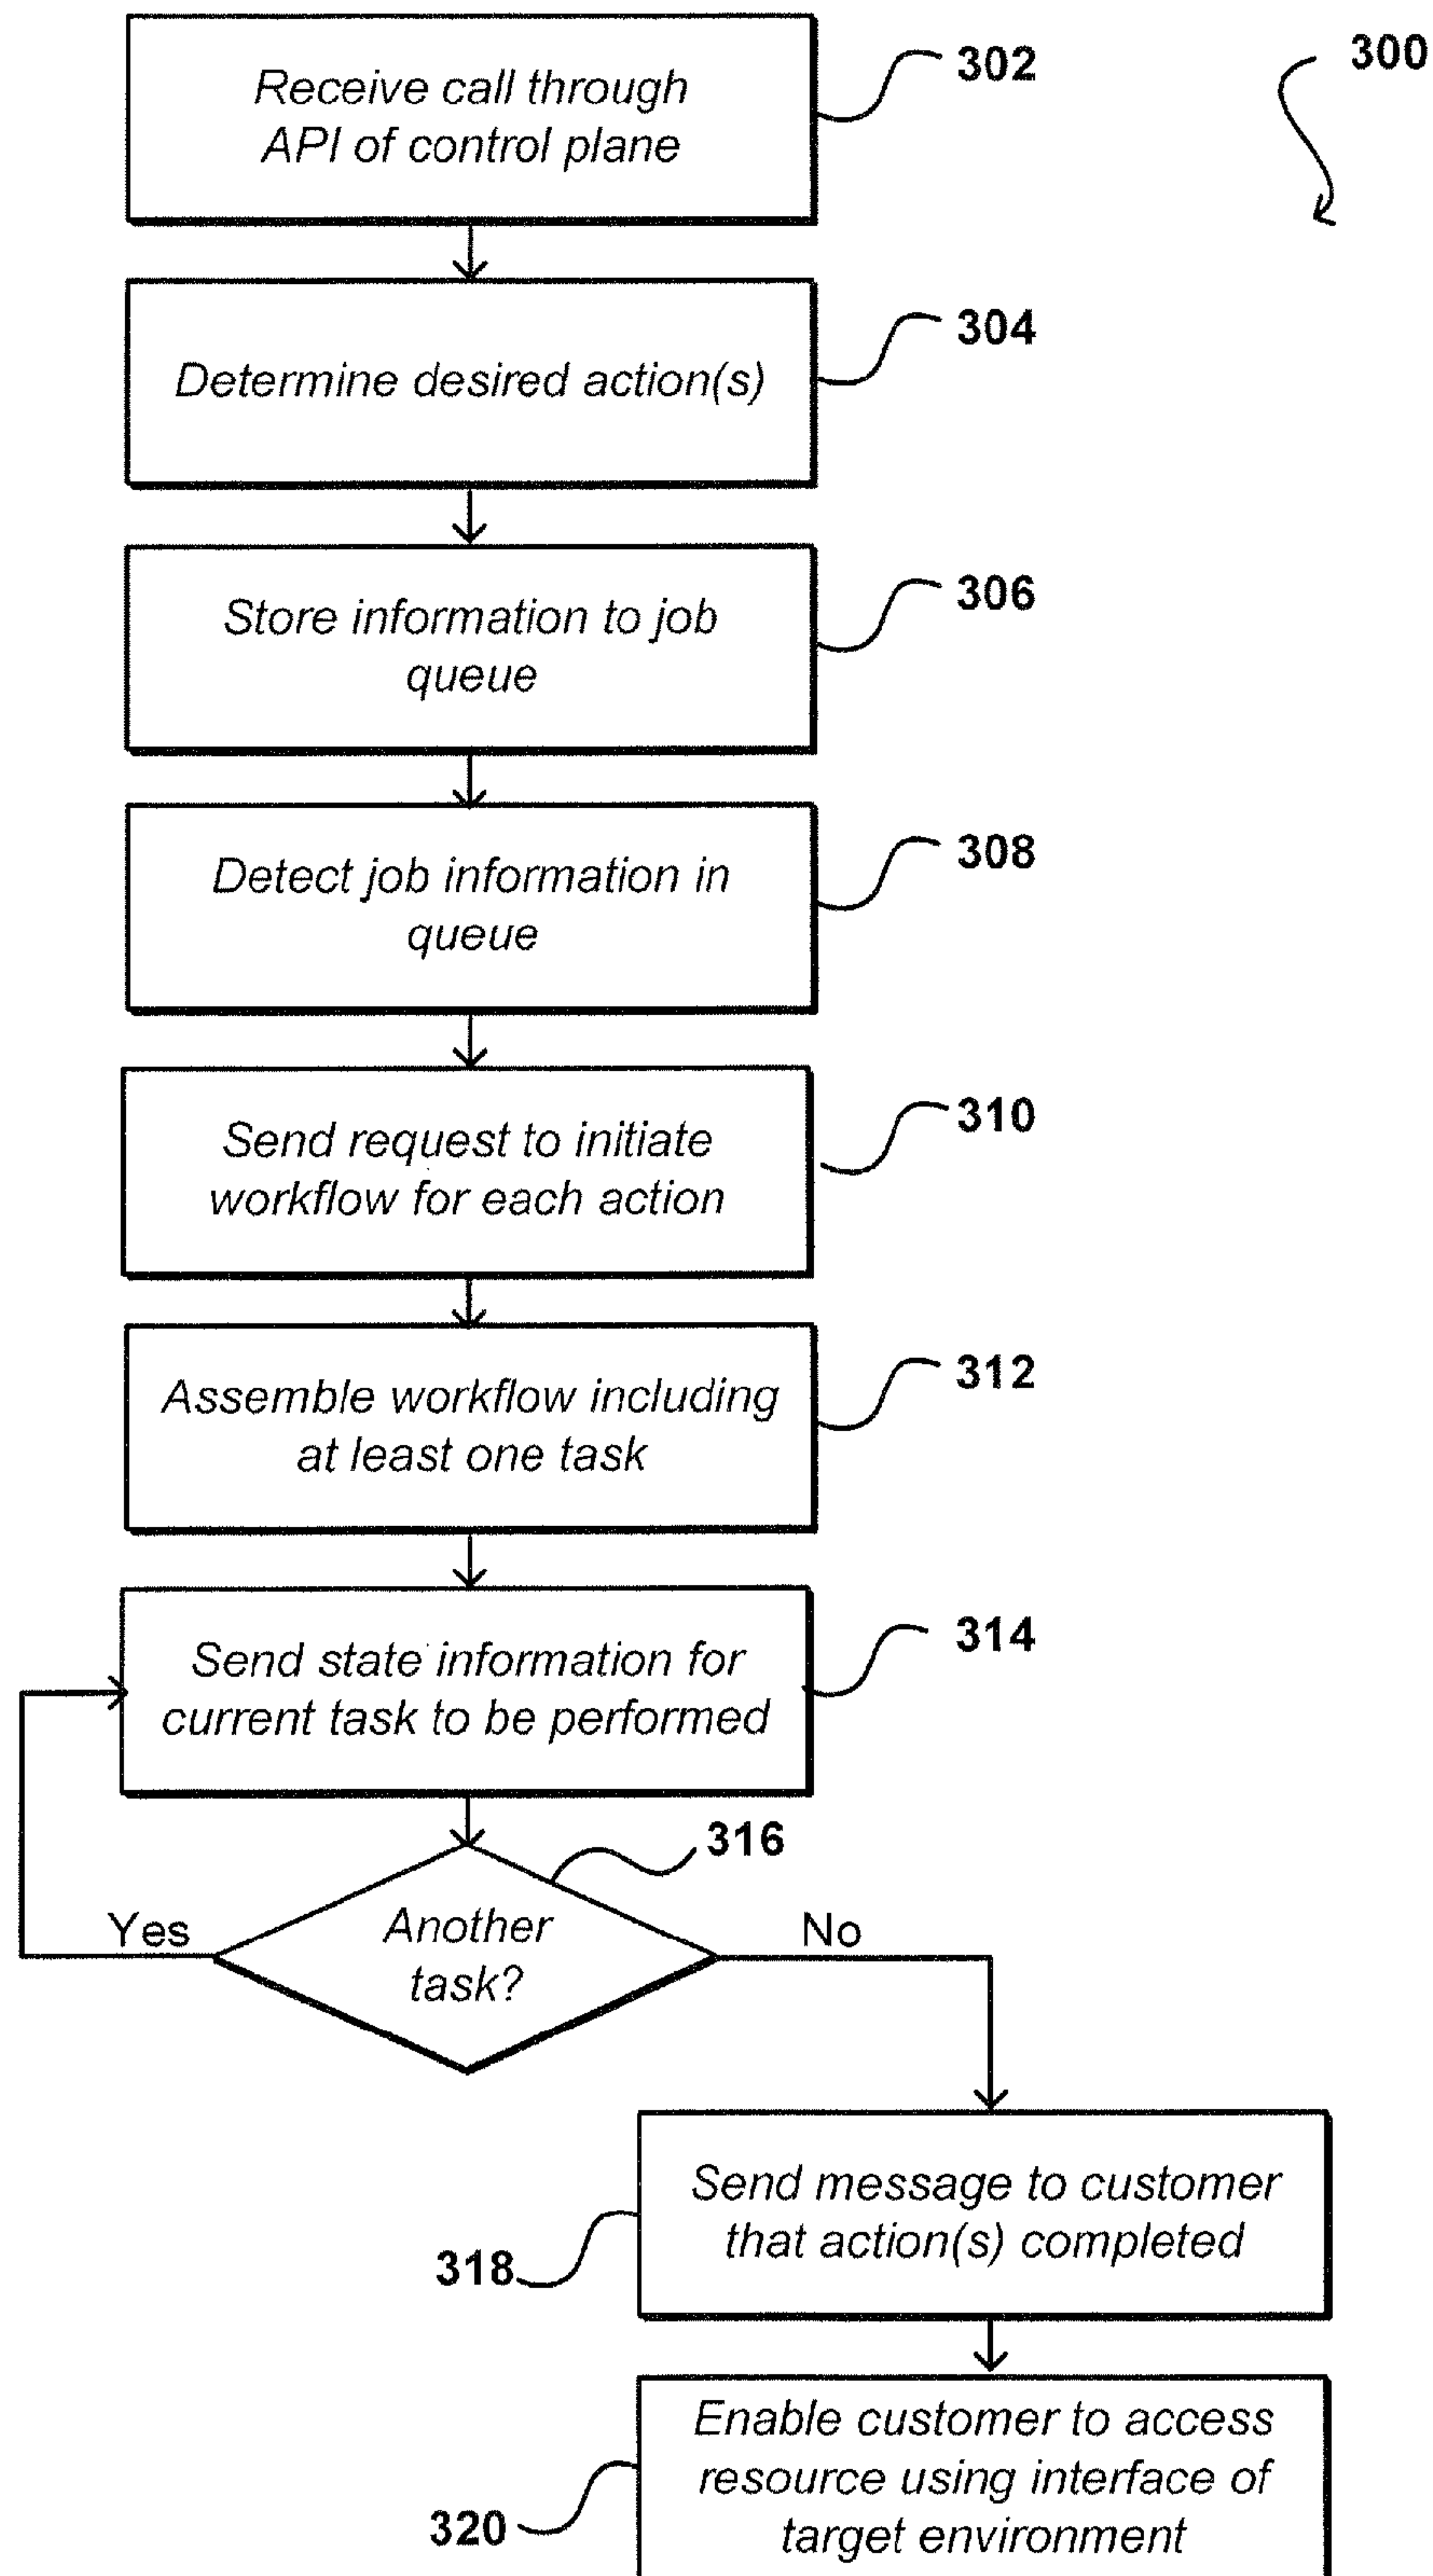 300
Receive call through
API of control plane
302
Determine desired action(s)
304
Store information to job
queue
306
Detect job information in
queue
308
Send request to initiate
workflow for each action
310
Assemble workflow including
at least one task
312
Send state information for
current task to be performed
314
316
Another
task?
Yes
No
Send message to customer
that action(s) completed
318
Enable customer to access
resource using interface of
target environment
320